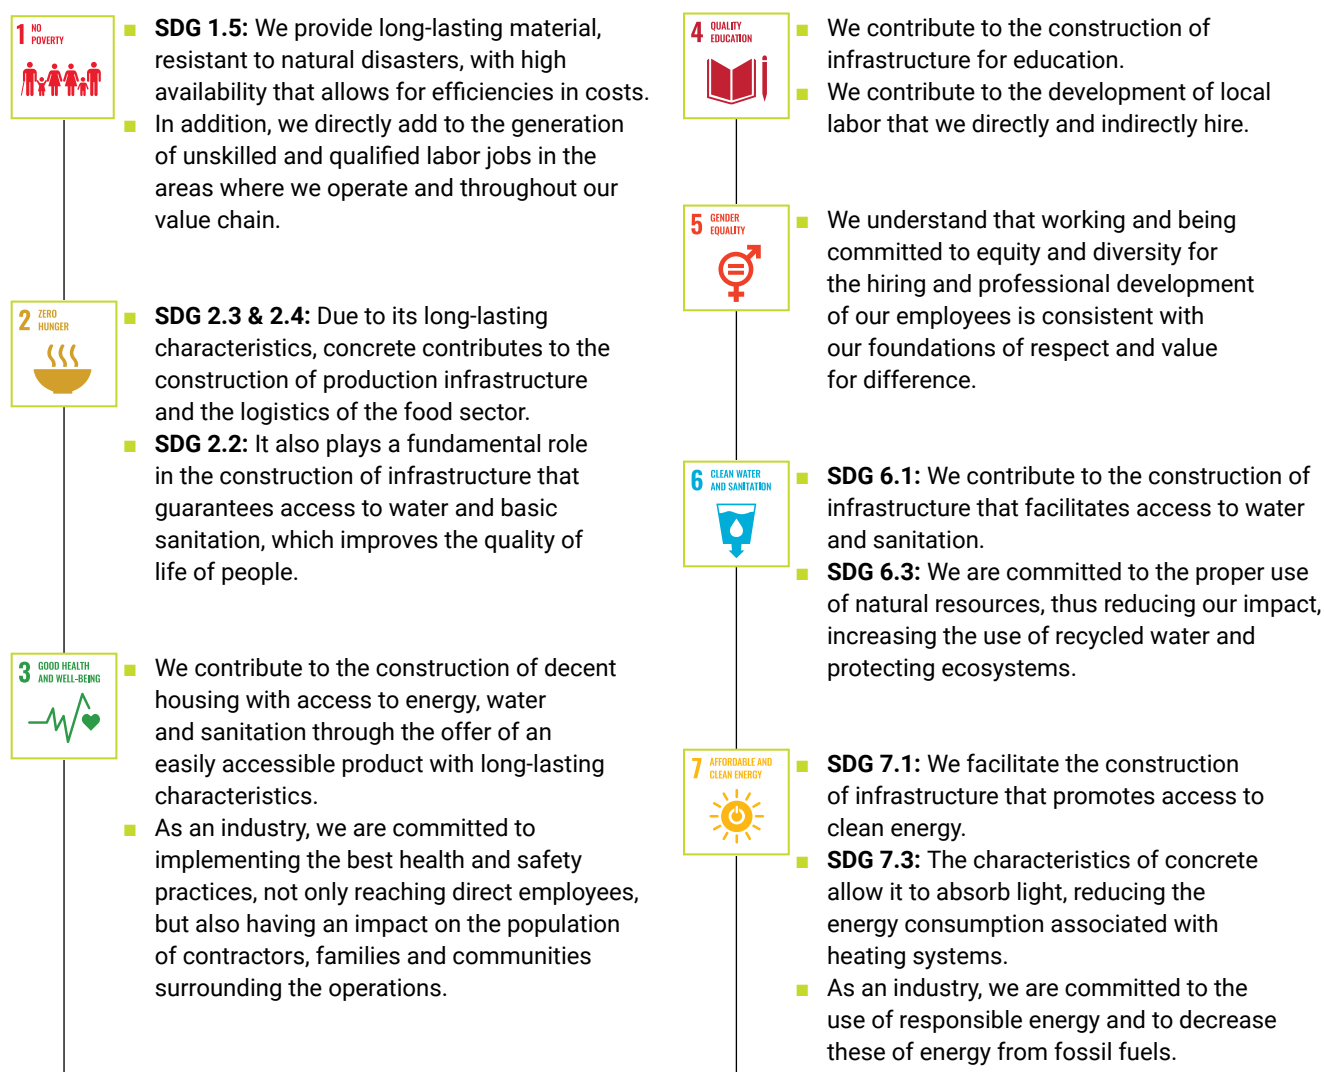 1 NO
POVERTY
SDG 1.5: We provide long-lasting material,
resistant to natural disasters, with high
availability that allows for efficiencies in costs.
In addition, we directly add to the generation
of unskilled and qualified labor jobs in the
areas where we operate and throughout our
value chain.
2 ZERO
HUNGER
SDG 2.3 & 2.4: Due to its long-lasting
characteristics, concrete contributes to the
construction of production infrastructure
and the logistics of the food sector.
SDG 2.2: It also plays a fundamental role
in the construction of infrastructure that
guarantees access to water and basic
sanitation, which improves the quality of
life of people.
3 GOOD HEALTH
AND WELL-BEING
We contribute to the construction of decent
housing with access to energy, water
and sanitation through the offer of an
easily accessible product with long-lasting
characteristics.
As an industry, we are committed to
implementing the best health and safety
practices, not only reaching direct employees,
but also having an impact on the population
of contractors, families and communities
surrounding the operations.
4 QUALITY
EDUCATION
We contribute to the construction of
infrastructure for education.
We contribute to the development of local
labor that we directly and indirectly hire.
5 GENDER
EQUALITY
We understand that working and being
committed to equity and diversity for
the hiring and professional development
of our employees is consistent with
our foundations of respect and value
for difference.
6 CLEAN WATER
AND SANITATION
SDG 6.1: We contribute to the construction of
infrastructure that facilitates access to water
and sanitation.
SDG 6.3: We are committed to the proper use
of natural resources, thus reducing our impact,
increasing the use of recycled water and
protecting ecosystems.
7 AFFORDABLE AND
CLEAN ENERGY
SDG 7.1: We facilitate the construction
of infrastructure that promotes access to
clean energy.
SDG 7.3: The characteristics of concrete
allow it to absorb light, reducing the
energy consumption associated with
heating systems.
As an industry, we are committed to the
use of responsible energy and to decrease
these of energy from fossil fuels.